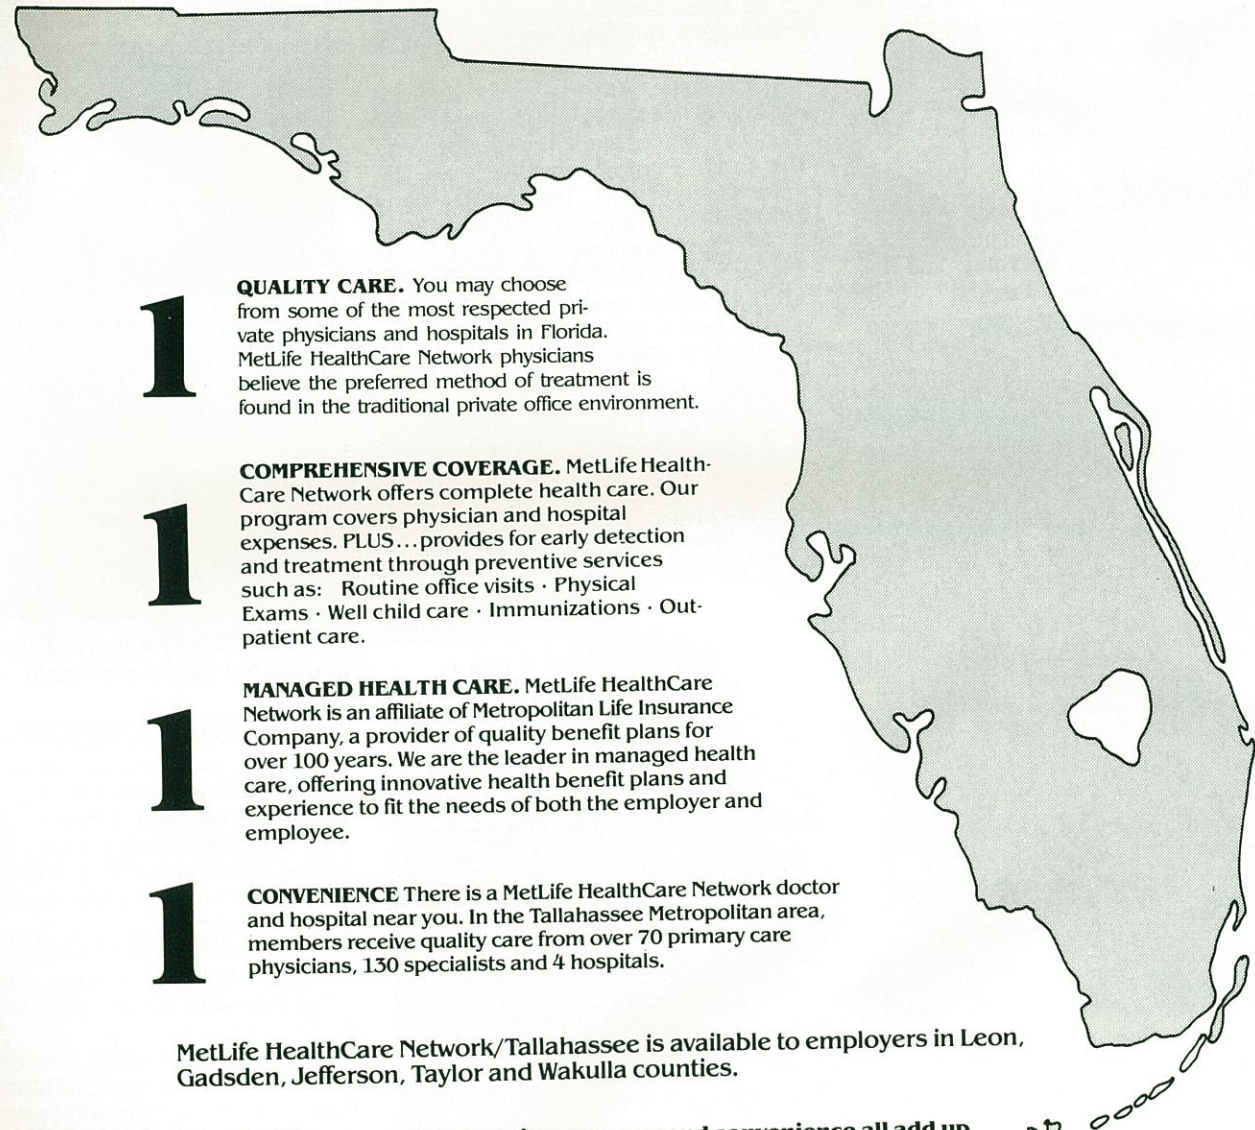 1
QUALITY CARE. You may choose
from some of the most respected pri-
vate physicians and hospitals in Florida.
MetLife HealthCare Network physicians
believe the preferred method of treatment is
found in the traditional private office environment.
1
COMPREHENSIVE COVERAGE. MetLife Health-
Care Network offers complete health care. Our
program covers physician and hospital
expenses. PLUS...provides for early detection
and treatment through preventive services
such as: Routine office visits · Physical
Exams · Well child care · Immunizations · Out-
patient care.
1
MANAGED HEALTH CARE. MetLife HealthCare
Network is an affiliate of Metropolitan Life Insurance
Company, a provider of quality benefit plans for
over 100 years. We are the leader in managed health
care, offering innovative health benefit plans and
experience to fit the needs of both the employer and
employee.
1
CONVENIENCE There is a MetLife HealthCare Network doctor
and hospital near you. In the Tallahassee Metropolitan area,
members receive quality care from over 70 primary care
physicians, 130 specialists and 4 hospitals.
MetLife HealthCare Network/Tallahassee is available to employers in Leon,
Gadsden, Jefferson, Taylor and Wakulla counties.
and convenience all add up